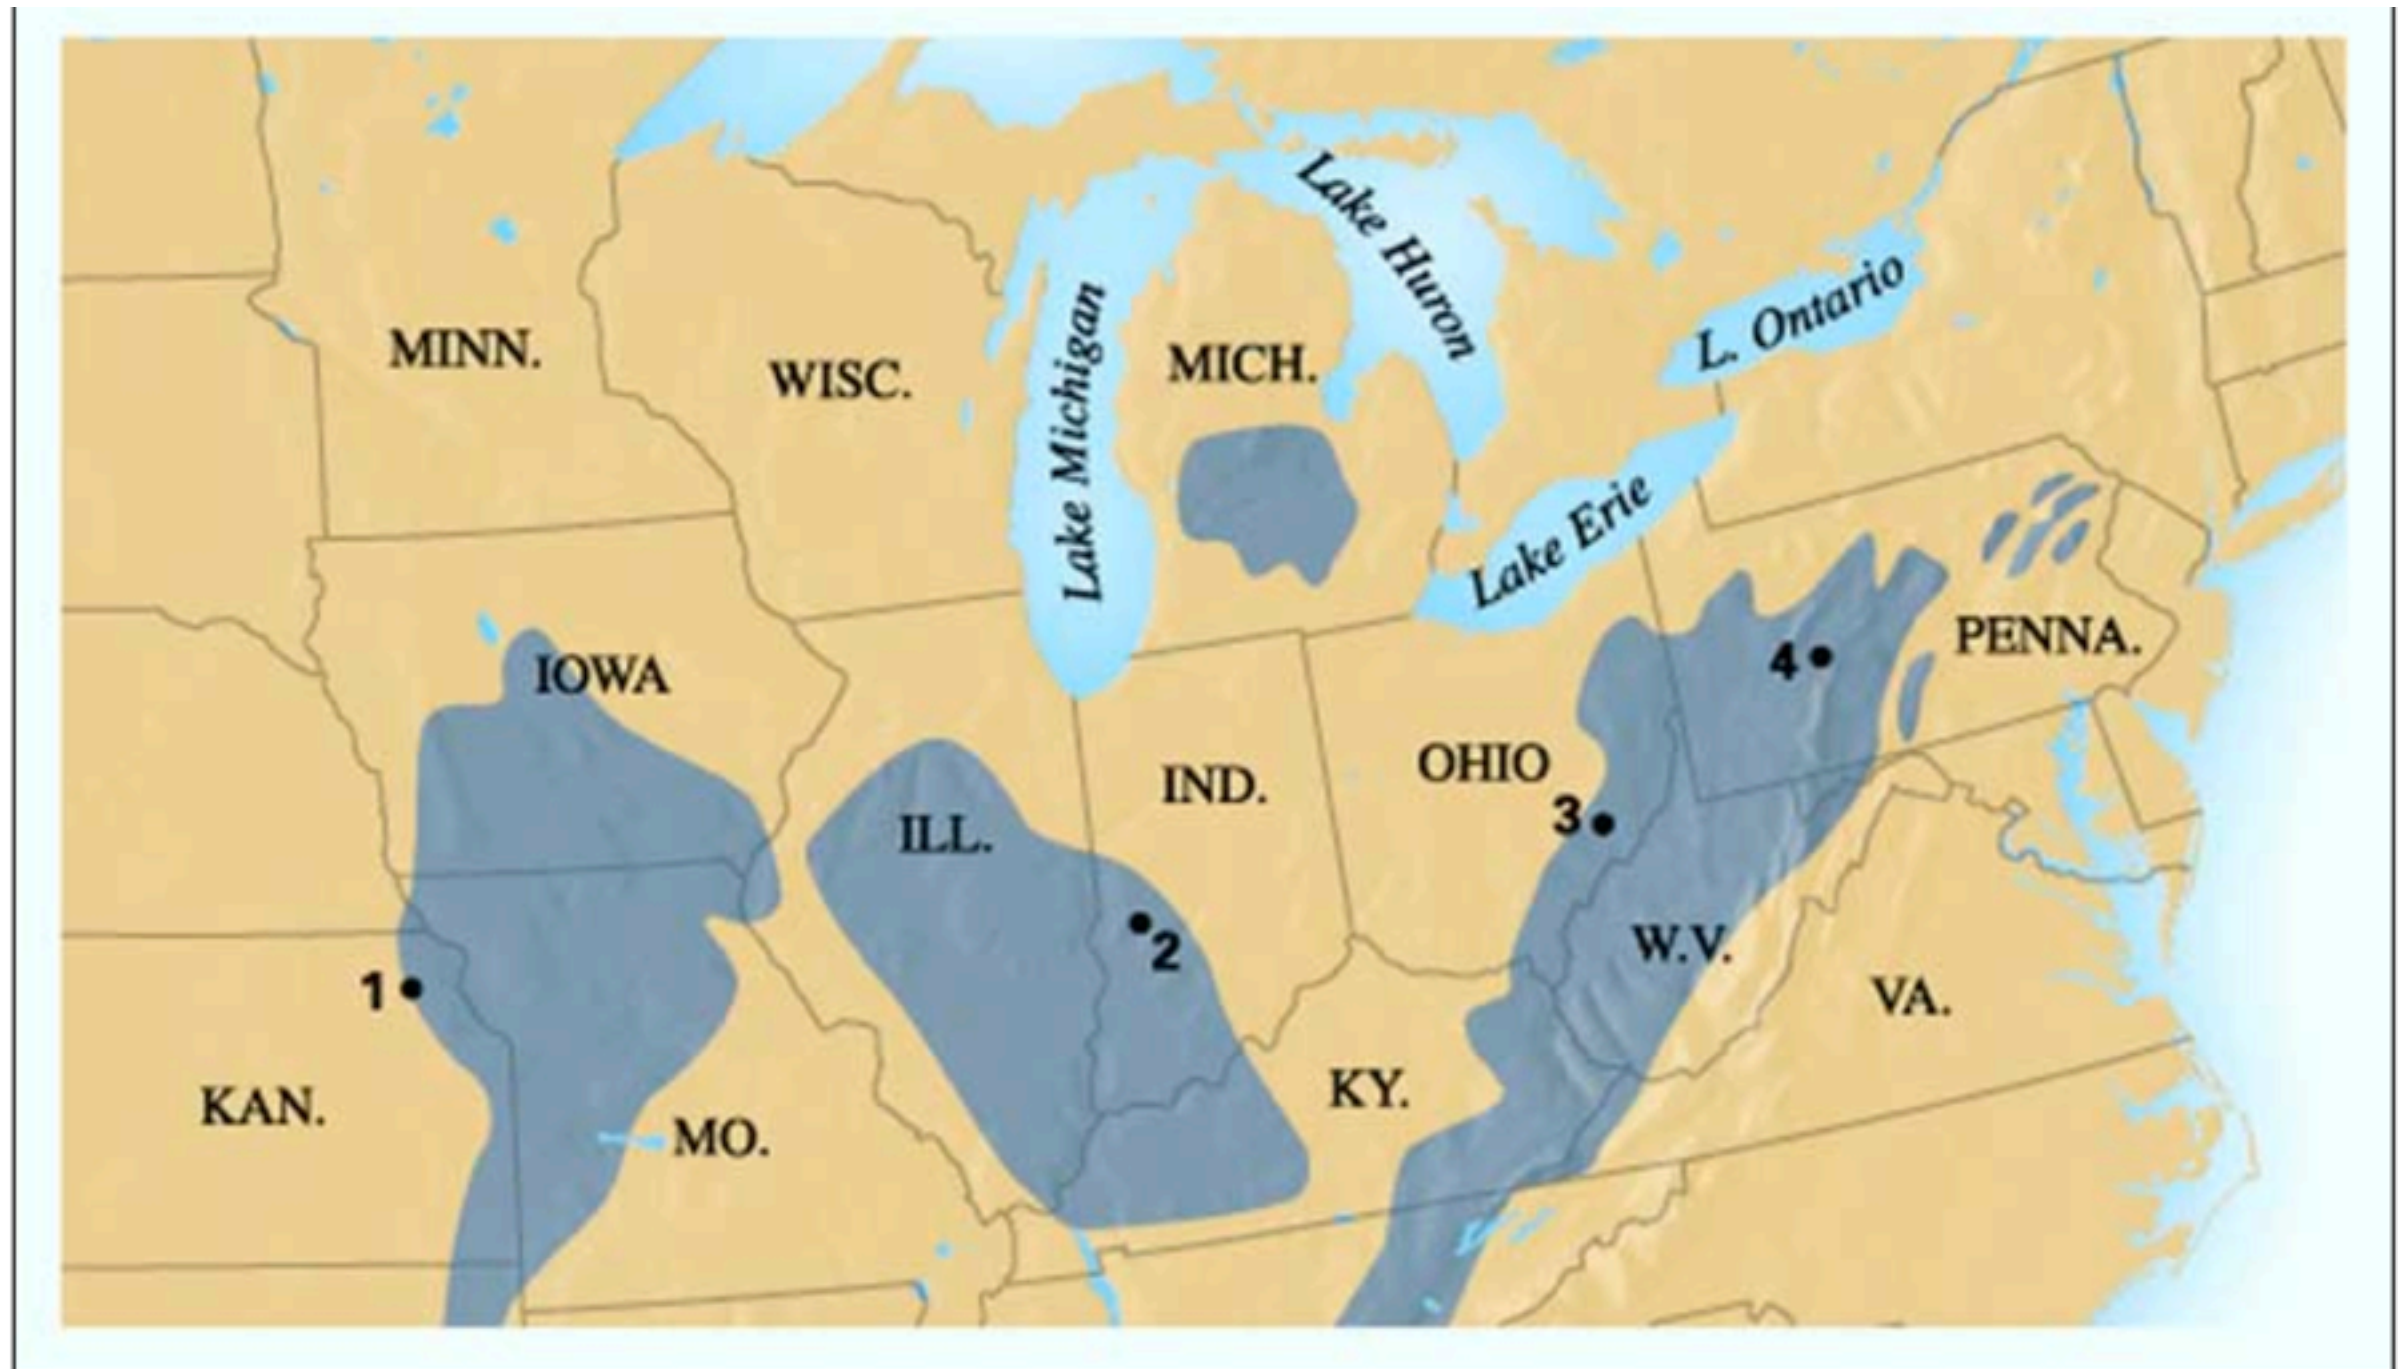 Lake Huron
L. Ontario
MINN.
WISC.
Lake Michigan
MICH.
Lake Erie
IOWA
4
PENNA.
IND.
OHIO
ILL.
3
1
2
W.V.
VA.
KAN.
MO.
KY.